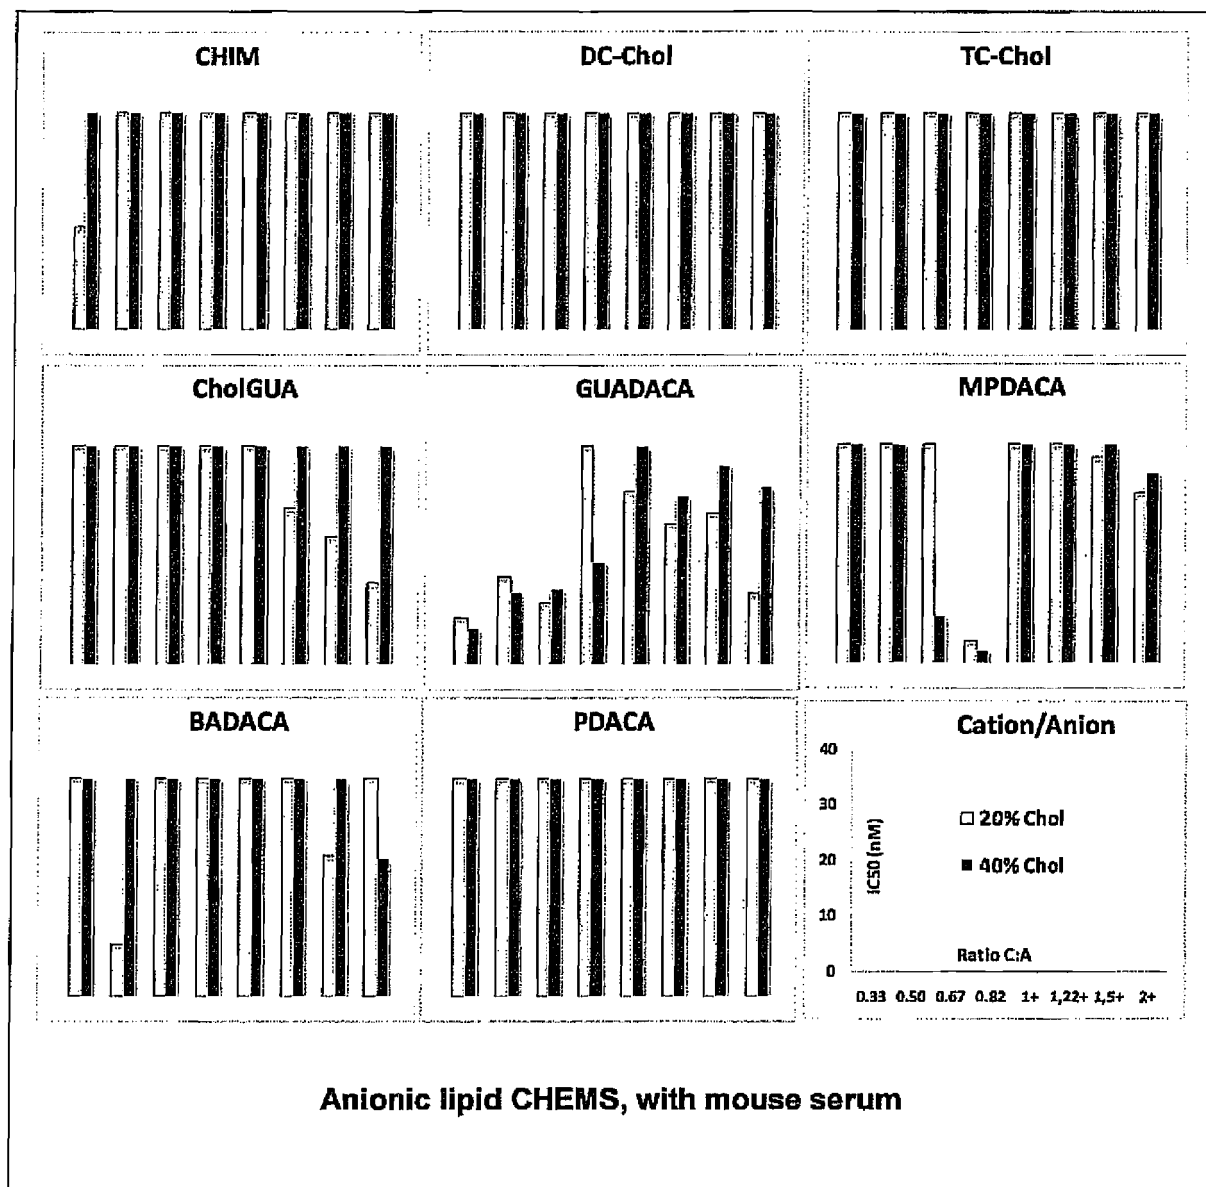 CHIM
DC-Chol
TC-Chol
CholGUA
GUADACA
MPDACA
BADACA
PDACA
Cation/Anion
40
30
20
10
0
IC50 (nM)
20% Chol
40% Chol
Ratio C:A
0.33 0.50 0.67 0.82 1+ 1,22+ 1,5+ 2+
Anionic lipid CHEMS, with mouse serum